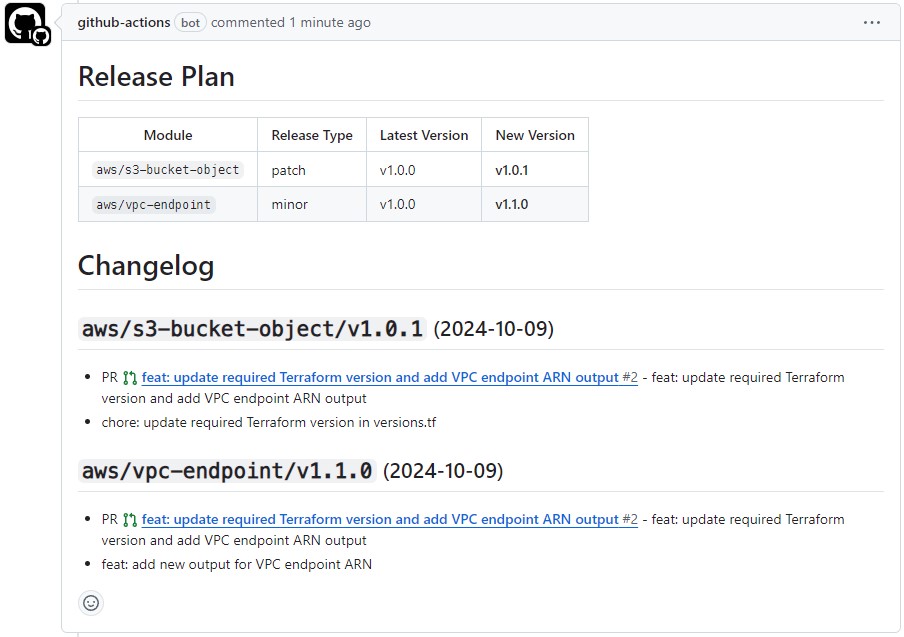 github-actions bot commented 1 minute ago
Release Plan
Module Release Type Latest Version New Version
aws/s3-bucket-object patch v1.0.0 v1.0.1
aws/vpc-endpoint minor v1.0.0 v1.1.0
Changelog
aws/s3-bucket-object/v1.0.1 (2024-10-09)
• PR feat: update required Terraform version and add VPC endpoint ARN output #2 - feat: update required Terraform
version and add VPC endpoint ARN output
• chore: update required Terraform version in versions.tf
aws/vpc-endpoint/v1.1.0 (2024-10-09)
• PR feat: update required Terraform version and add VPC endpoint ARN output #2 - feat: update required Terraform
version and add VPC endpoint ARN output
• feat: add new output for VPC endpoint ARN